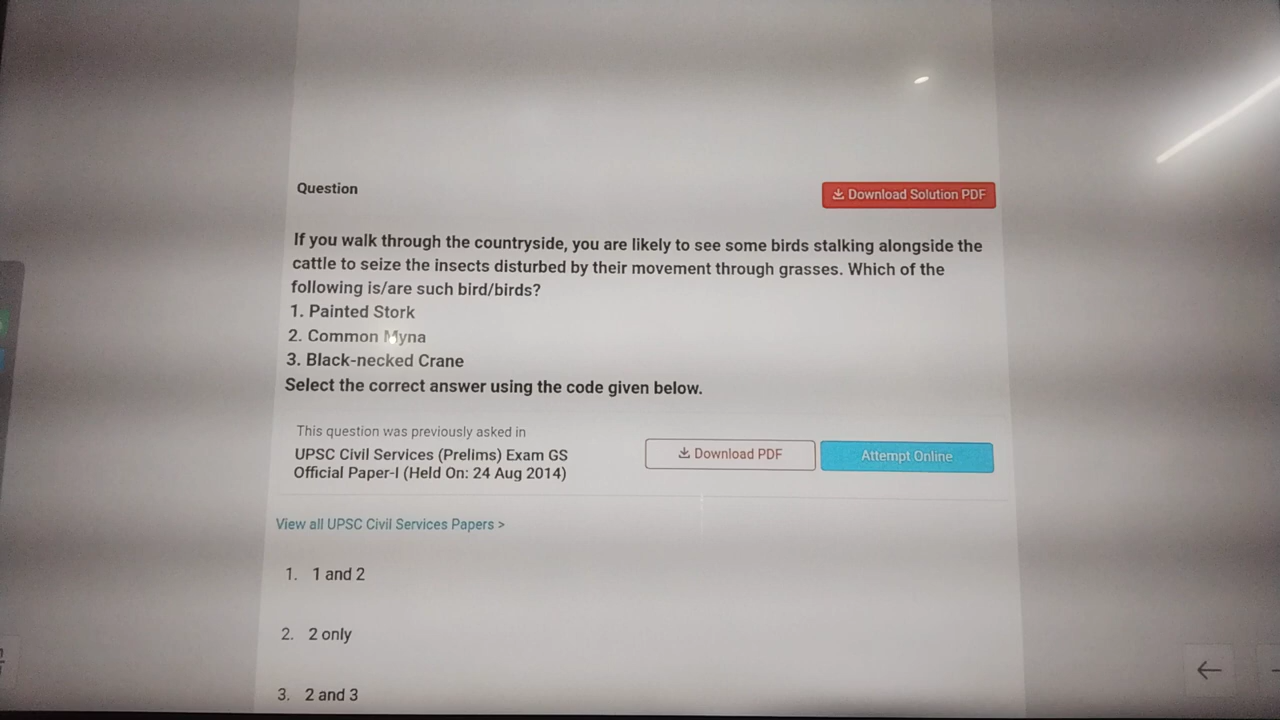 Question
Download Solution PDF
If you walk through the countryside, you are likely to see some birds stalking alongside the
cattle to seize the insects disturbed by their movement through grasses. Which of the
following is/are such bird/birds?
1. Painted Stork
2. Common Myna
3. Black-necked Crane
Select the correct answer using the code given below.
This question was previously asked in
UPSC Civil Services (Prelims) Exam GS
Official Paper-I (Held On: 24 Aug 2014)
Download PDF
Attempt Online
View all UPSC Civil Services Papers >
1. 1 and 2
2. 2 only
3. 2 and 3